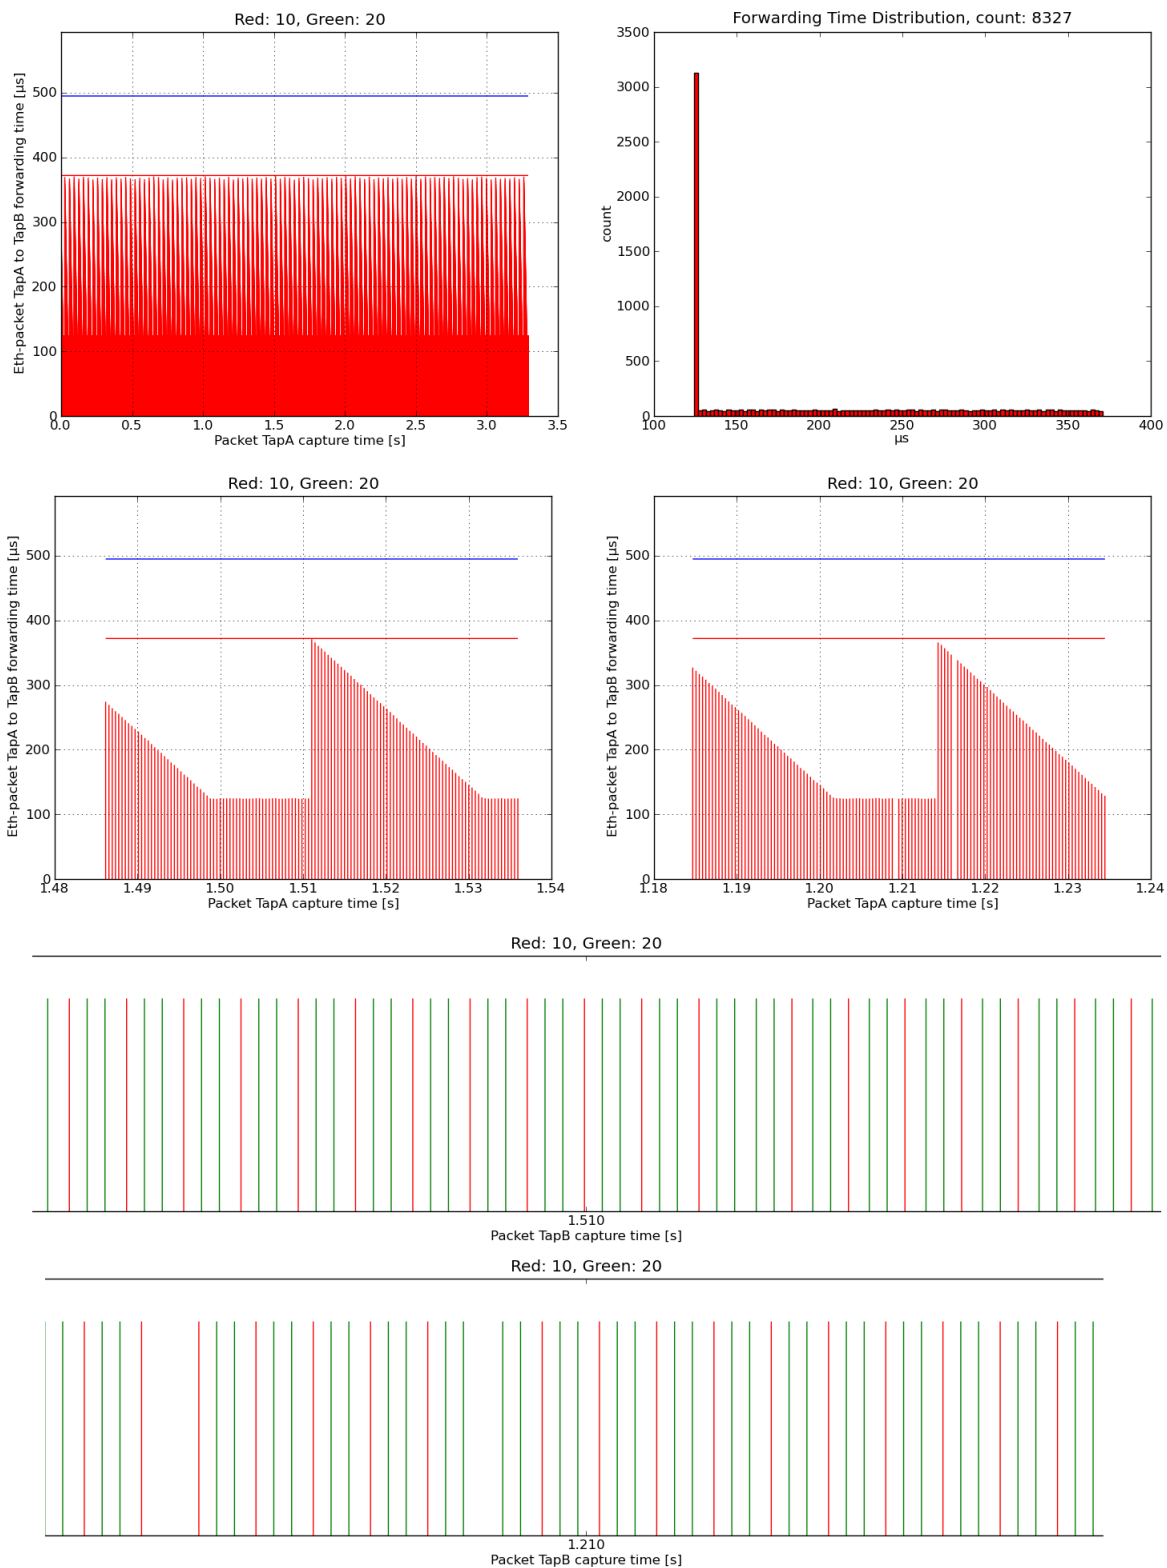 Red: 10, Green: 20
Eth-packet TapA to TapB forwarding time [µs]
500
400
300
200
100
0
0.0 0.5 1.0 1.5 2.0 2.5 3.0 3.5
Packet TapA capture time [s]
Forwarding Time Distribution, count: 8327
count
3500
3000
2500
2000
1500
1000
500
0
100 150 200 250 300 350 400
µs
Red: 10, Green: 20
Eth-packet TapA to TapB forwarding time [µs]
500
400
300
200
100
0
1.48 1.49 1.50 1.51 1.52 1.53 1.54
Packet TapA capture time [s]
Red: 10, Green: 20
Eth-packet TapA to TapB forwarding time [µs]
500
400
300
200
100
0
1.18 1.19 1.20 1.21 1.22 1.23 1.24
Packet TapA capture time [s]
Red: 10, Green: 20
1.510
Packet TapB capture time [s]
Red: 10, Green: 20
1.210
Packet TapB capture time [s]